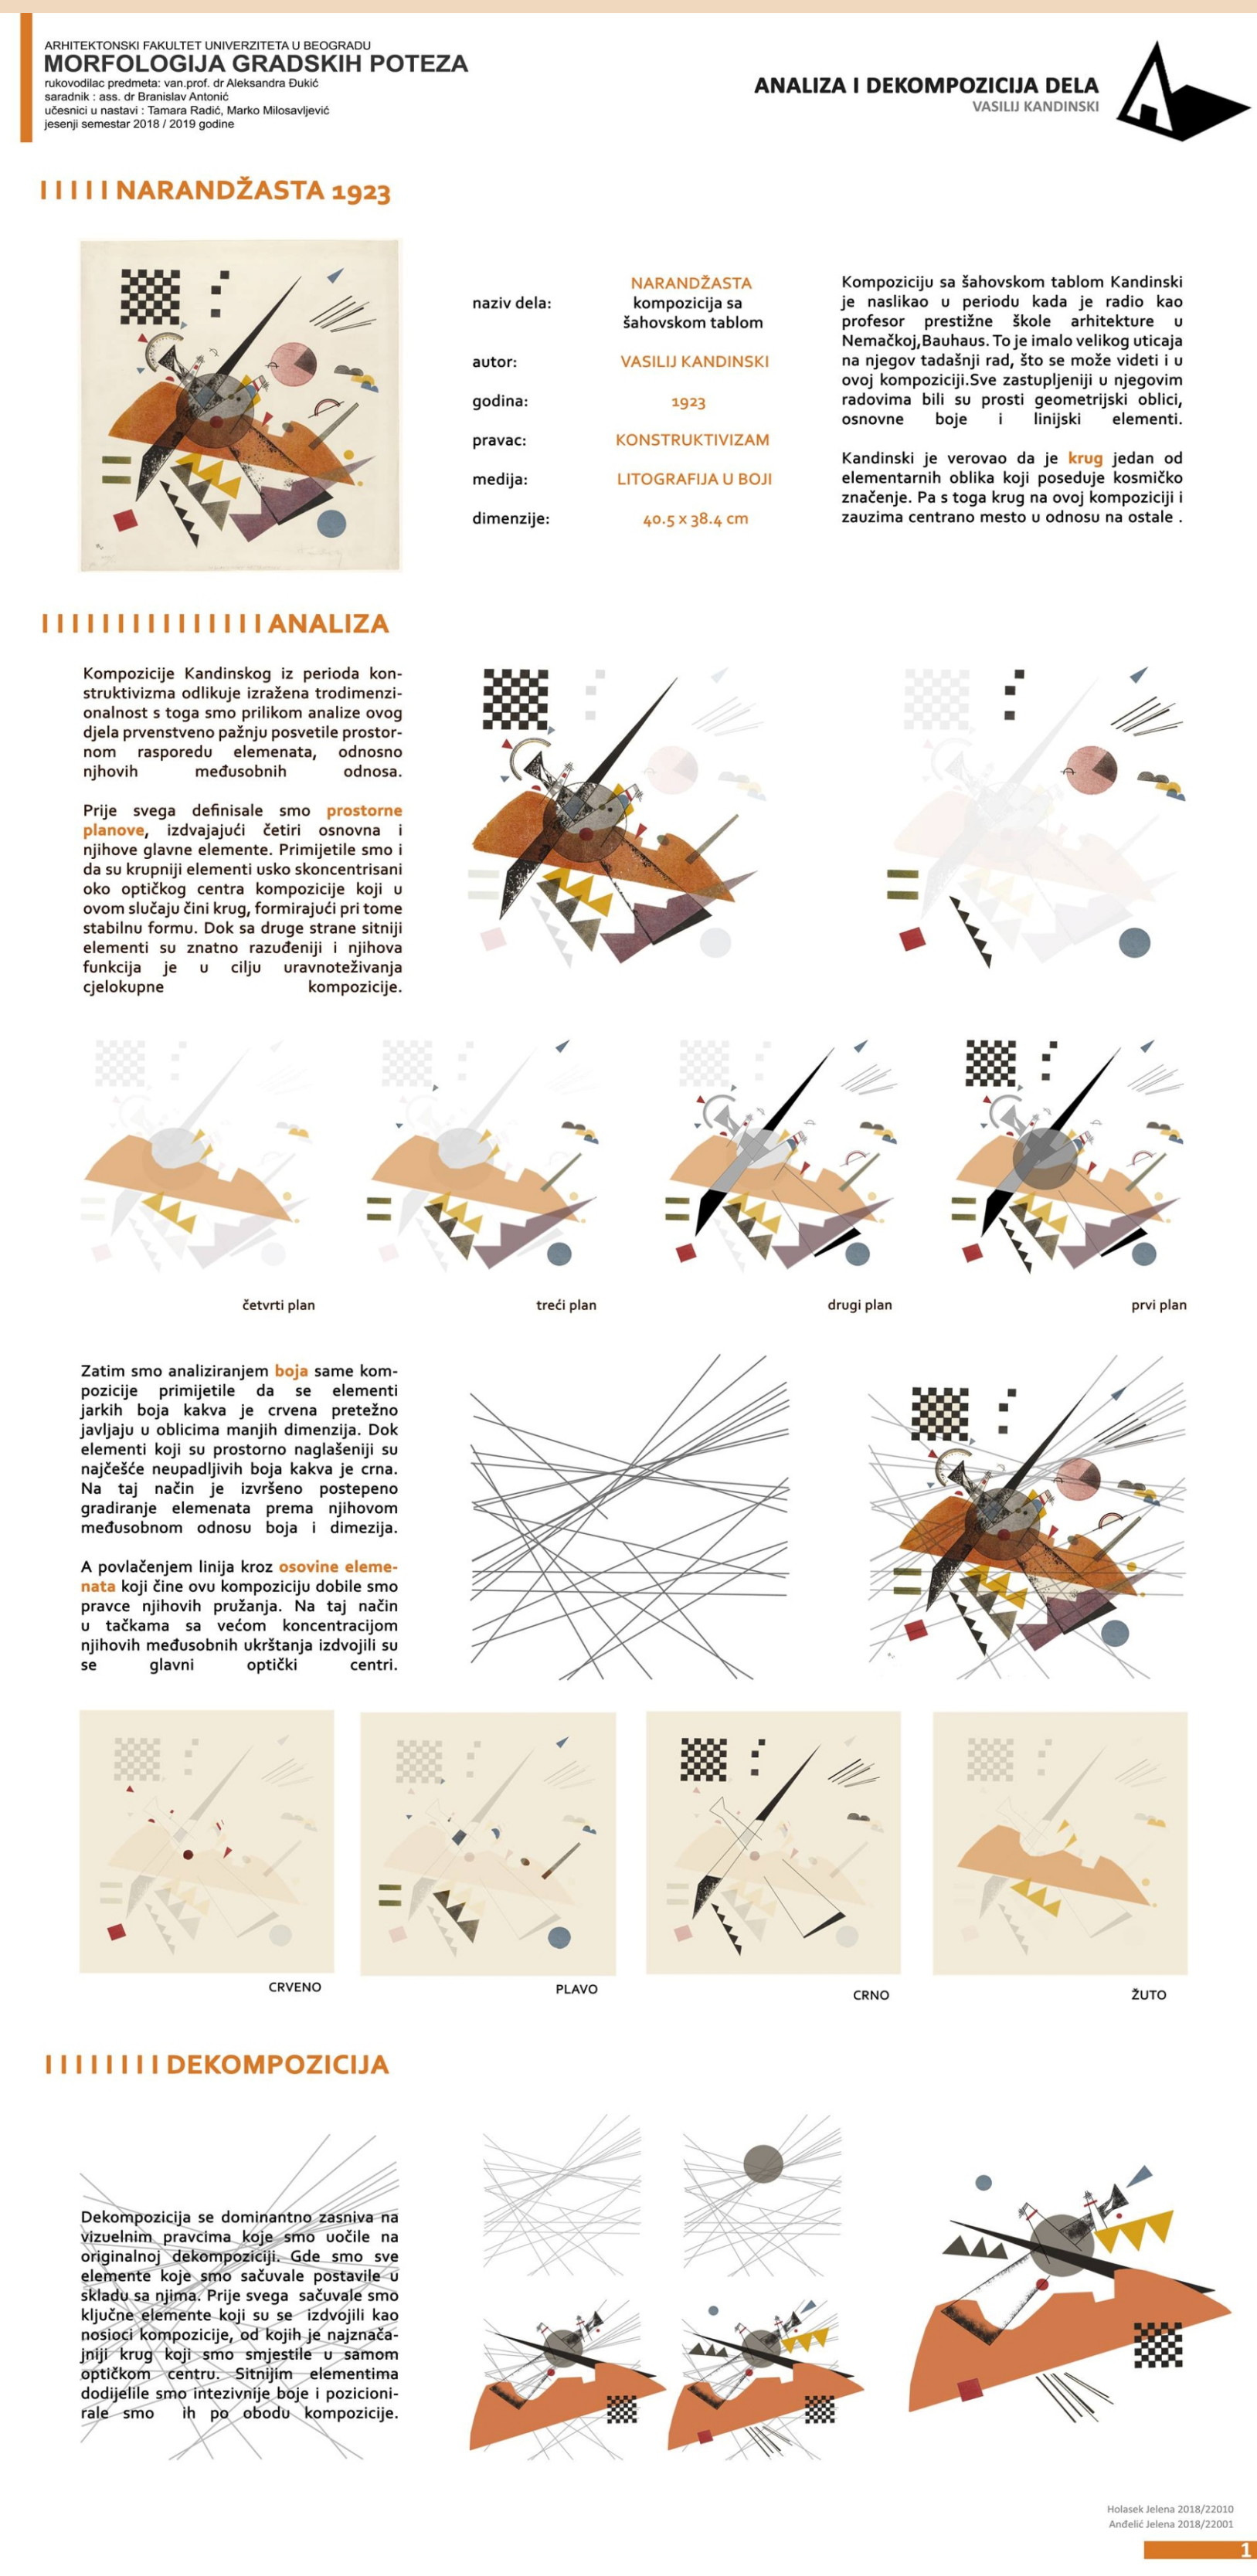 ARHITEKTONSKI FAKULTET UNIVERZITETA U BEOGRADU
MORFOLOGIJA GRADSKIH POTEZA
rukovodilac predmeta: van.prof. dr Aleksandra Đukić
saradnik : ass. dr Branislav Antonić
učesnici u nastavi : Tamara Radić, Marko Milosavljević
jesenji semestar 2018 / 2019 godine
ANALIZA I DEKOMPOZICIJA DELA
VASILIJ KANDINSKI
NARANDŽASTA 1923
naziv dela:
NARANDŽASTA
kompozicija sa
šahovskom tablom
autor:
VASILIJ KANDINSKI
godina:
1923
pravac:
KONSTRUKTIVIZAM
medija:
LITOGRAFIJA U BOJI
dimenzije:
40.5 x 38.4 cm
Kompoziciju sa šahovskom tablom Kandinski
je naslikao u periodu kada je radio kao
profesor prestižne škole arhitekture u
Nemačkoj,Bauhaus. To je imalo velikog uticaja
na njegov tadašnji rad, što se može videti i u
ovoj kompoziciji.Sve zastupljeniji u njegovim
radovima bili su prosti geometrijski oblici,
osnovne boje i linijski elementi.
Kandinski je verovao da je krug jedan od
elementarnih oblika koji poseduje kosmičko
značenje. Pa s toga krug na ovoj kompoziciji i
zauzima centrano mesto u odnosu na ostale .
ANALIZA
Kompozicije Kandinskog iz perioda kon-
struktivizma odlikuje izražena trodimenzi-
onalnost s toga smo prilikom analize ovog
djela prvenstveno pažnju posvetile prostor-
nom rasporedu elemenata, odnosno
njhovih međusobnih odnosa.
Prije svega definisale smo prostorne
planove, izdvajajući četiri osnovna i
njihove glavne elemente. Primijetile smo i
da su krupniji elementi usko skoncentrisani
oko optičkog centra kompozicije koji u
ovom slučaju čini krug, formirajući pri tome
stabilnu formu. Dok sa druge strane sitniji
elementi su znatno razuđeniji i njihova
funkcija je u cilju uravnoteživanja
cjelokupne kompozicije.
četvrti plan
treći plan
drugi plan
prvi plan
Zatim smo analiziranjem boja same kom-
pozicije primijetile da se elementi
jarkih boja kakva je crvena pretežno
javljaju u oblicima manjih dimenzija. Dok
elementi koji su prostorno naglašeniji su
najčešće neupadljivih boja kakva je crna.
Na taj način je izvršeno postepeno
gradiranje elemenata prema njihovom
međusobnom odnosu boja i dimezija.
A povlačenjem linija kroz osovine eleme-
nata koji čine ovu kompoziciju dobile smo
pravce njihovih pružanja. Na taj način
u tačkama sa većom koncentracijom
njihovih međusobnih ukrštanja izdvojili su
se glavni optički centri.
CRVENO
PLAVO
CRNO
ŽUTO
DEKOMPOZICIJA
Dekompozicija se dominantno zasniva na
vizuelnim pravcima koje smo uočile na
originalnoj dekompoziciji. Gde smo sve
elemente koje smo sačuvale postavile u
skladu sa njima. Prije svega sačuvale smo
ključne elemente koji su se izdvojili kao
nosioci kompozicije, od kojih je najznača-
jniji krug koji smo smjestile u samom
optičkom centru. Sitnijim elementima
dodijelile smo intezivnije boje i pozicioni-
rale smo ih po obodu kompozicije.
Holasek Jelena 2018/22010
Anđelić Jelena 2018/22001
1